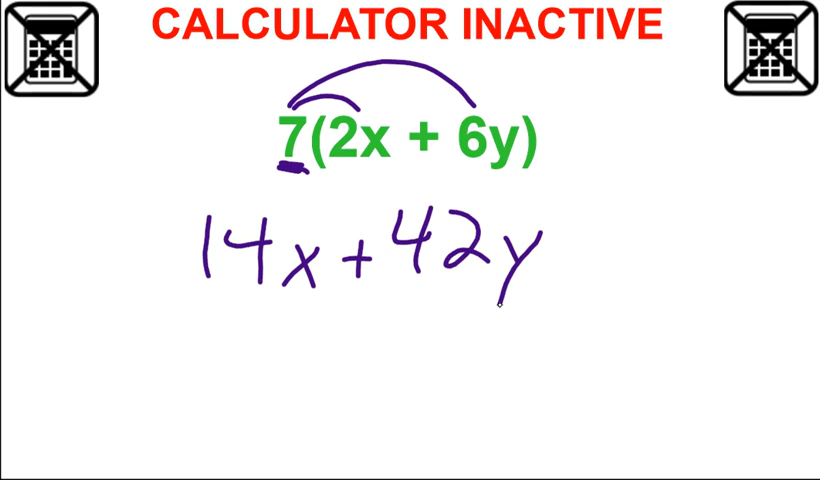 CALCULATOR INACTIVE
7(2x + 6y)
14x + 42y